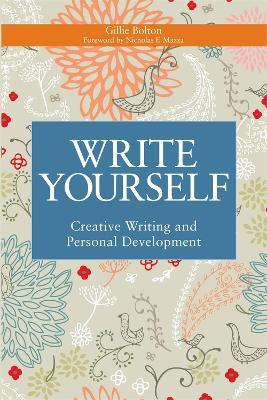 Gillie Bolton
Foreword by Nicholas F. Mazza
WRITE
YOURSELF
Creative Writing and
Personal Development